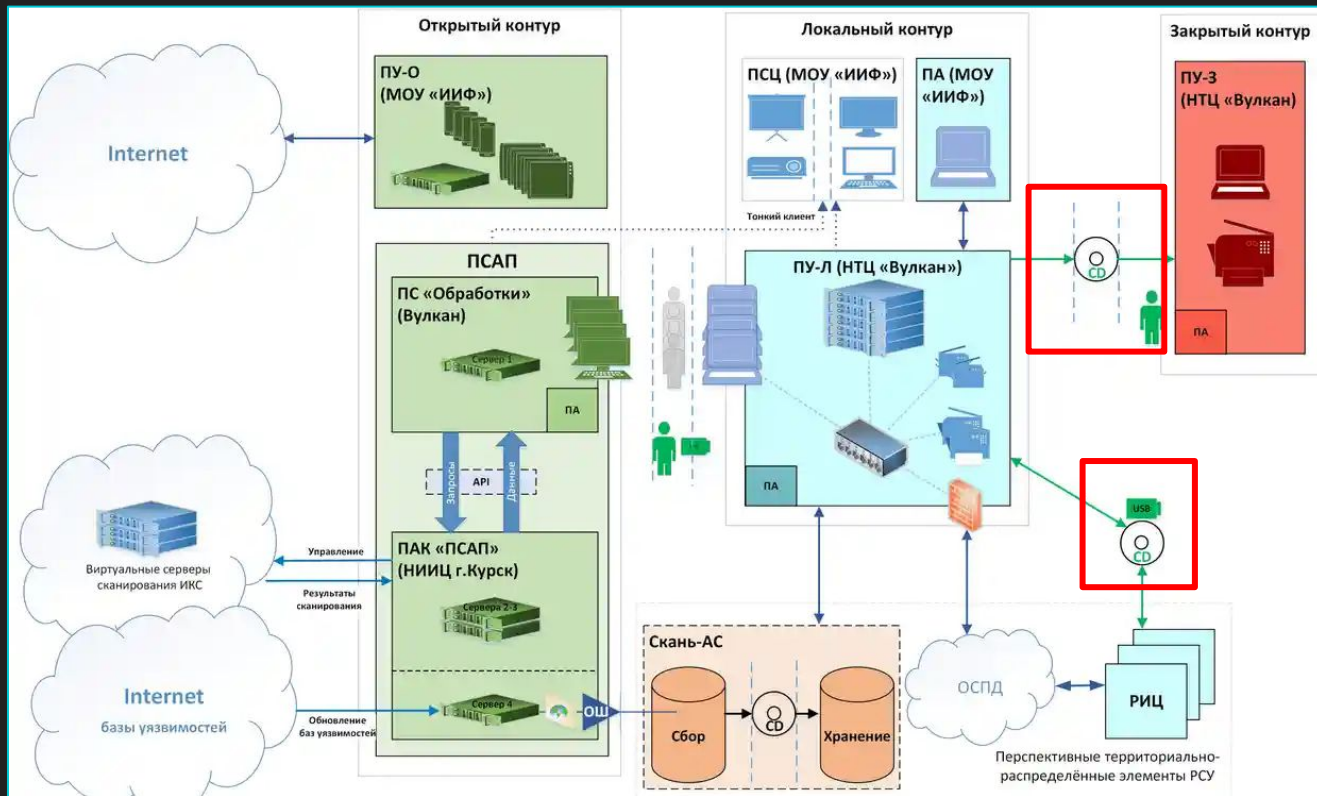 Открытый контур
Локальный контур
Закрытый контур
ПУ-О
(МОУ «ИИФ»)
Internet
ПСЦ (МОУ «ИИФ»)
ПА (МОУ
«ИИФ»)
ПУ-З
(НТЦ «Вулкан»)
Тонкий клиент
CD
ПА
ПСАП
ПС «Обработки»
(Вулкан)
Сервер 1
ПА
ПУ-Л (НТЦ «Вулкан»)
ПА
Запросы
API
Данные
USB
CD
Виртуальные серверы
сканирования ИКС
Управление
Результаты
сканирования
ПАК «ПСАП»
(НИИЦ г.Курск)
Сервера 2-3
Internet
базы уязвимостей
Обновление
баз уязвимостей
Сервер 4
ОШ
Скань-АС
Сбор
CD
Хранение
ОСПД
РИЦ
Перспективные территориально-
распределённые элементы РСУ